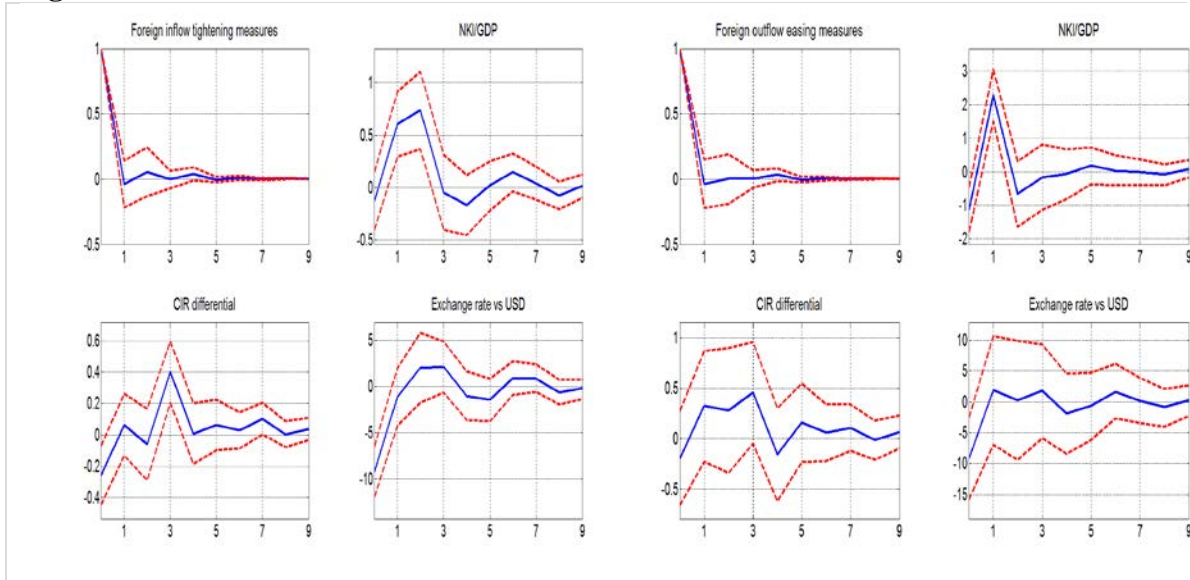 Foreign inflow tightening measures
1
0.5
0
-0.5
1 3 5 7 9
NKI/GDP
1
0.5
0
-0.5
1 3 5 7 9
Foreign outflow easing measures
1
0.5
0
-0.5
1 3 5 7 9
NKI/GDP
3
2
1
0
-1
-2
1 3 5 7 9
CIR differential
0.6
0.4
0.2
0
-0.2
-0.4
1 3 5 7 9
Exchange rate vs USD
5
0
-5
-10
1 3 5 7 9
CIR differential
1
0.5
0
-0.5
1 3 5 7 9
Exchange rate vs USD
10
5
0
-5
-10
-15
1 3 5 7 9